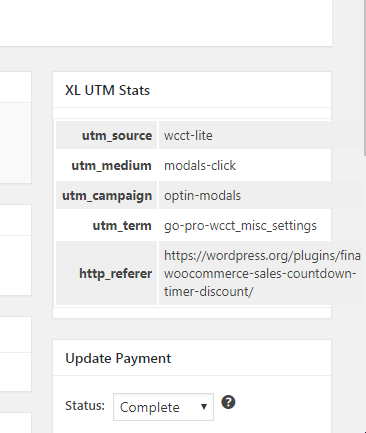 XL UTM Stats
utm_source wcct-lite
utm_medium modals-click
utm_campaign optin-modals
utm_term go-pro-wcct_misc_settings
https://wordpress.org/plugins/fina
http_referer woocommerce-sales-countdown-
timer-discount/
Update Payment
Status: Complete ?